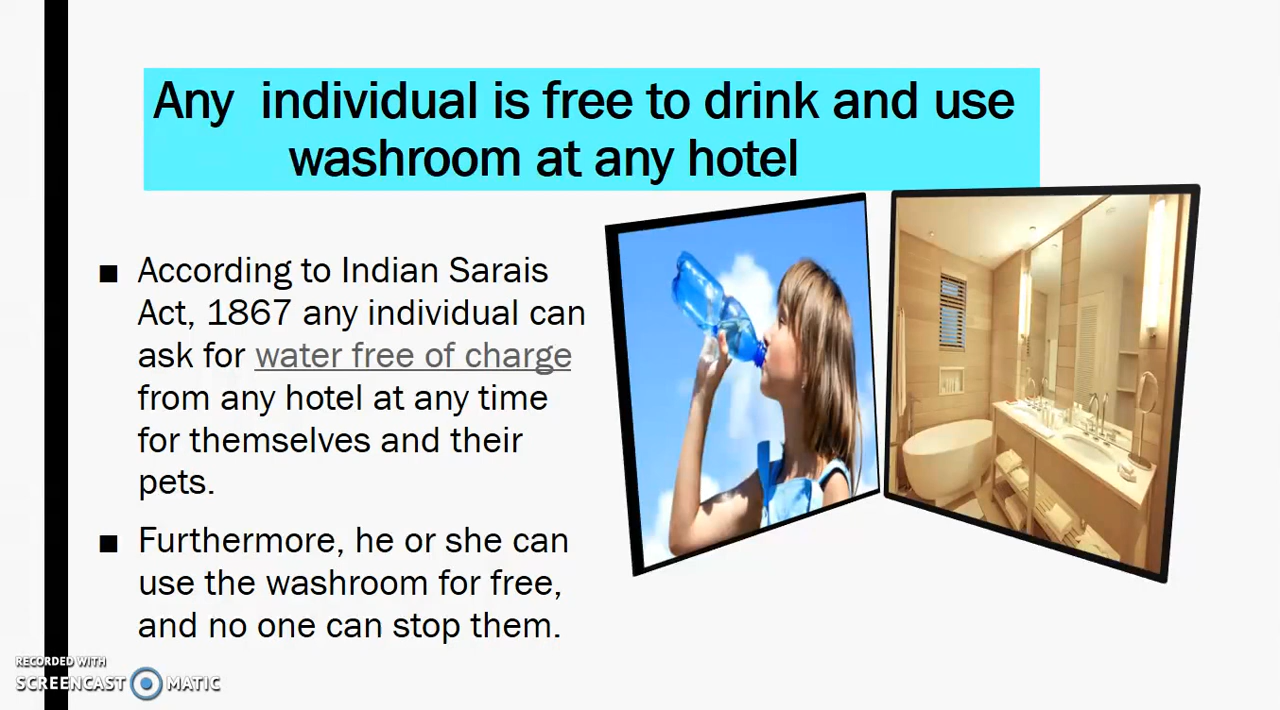 Any  individual is free to drink and use
washroom at any hotel
■ According to Indian Sarais
Act, 1867 any individual can
ask for water free of charge
from any hotel at any time
for themselves and their
pets.
■ Furthermore, he or she can
use the washroom for free,
and no one can stop them.
RECORDED WITH
SCREENCAST MATIC